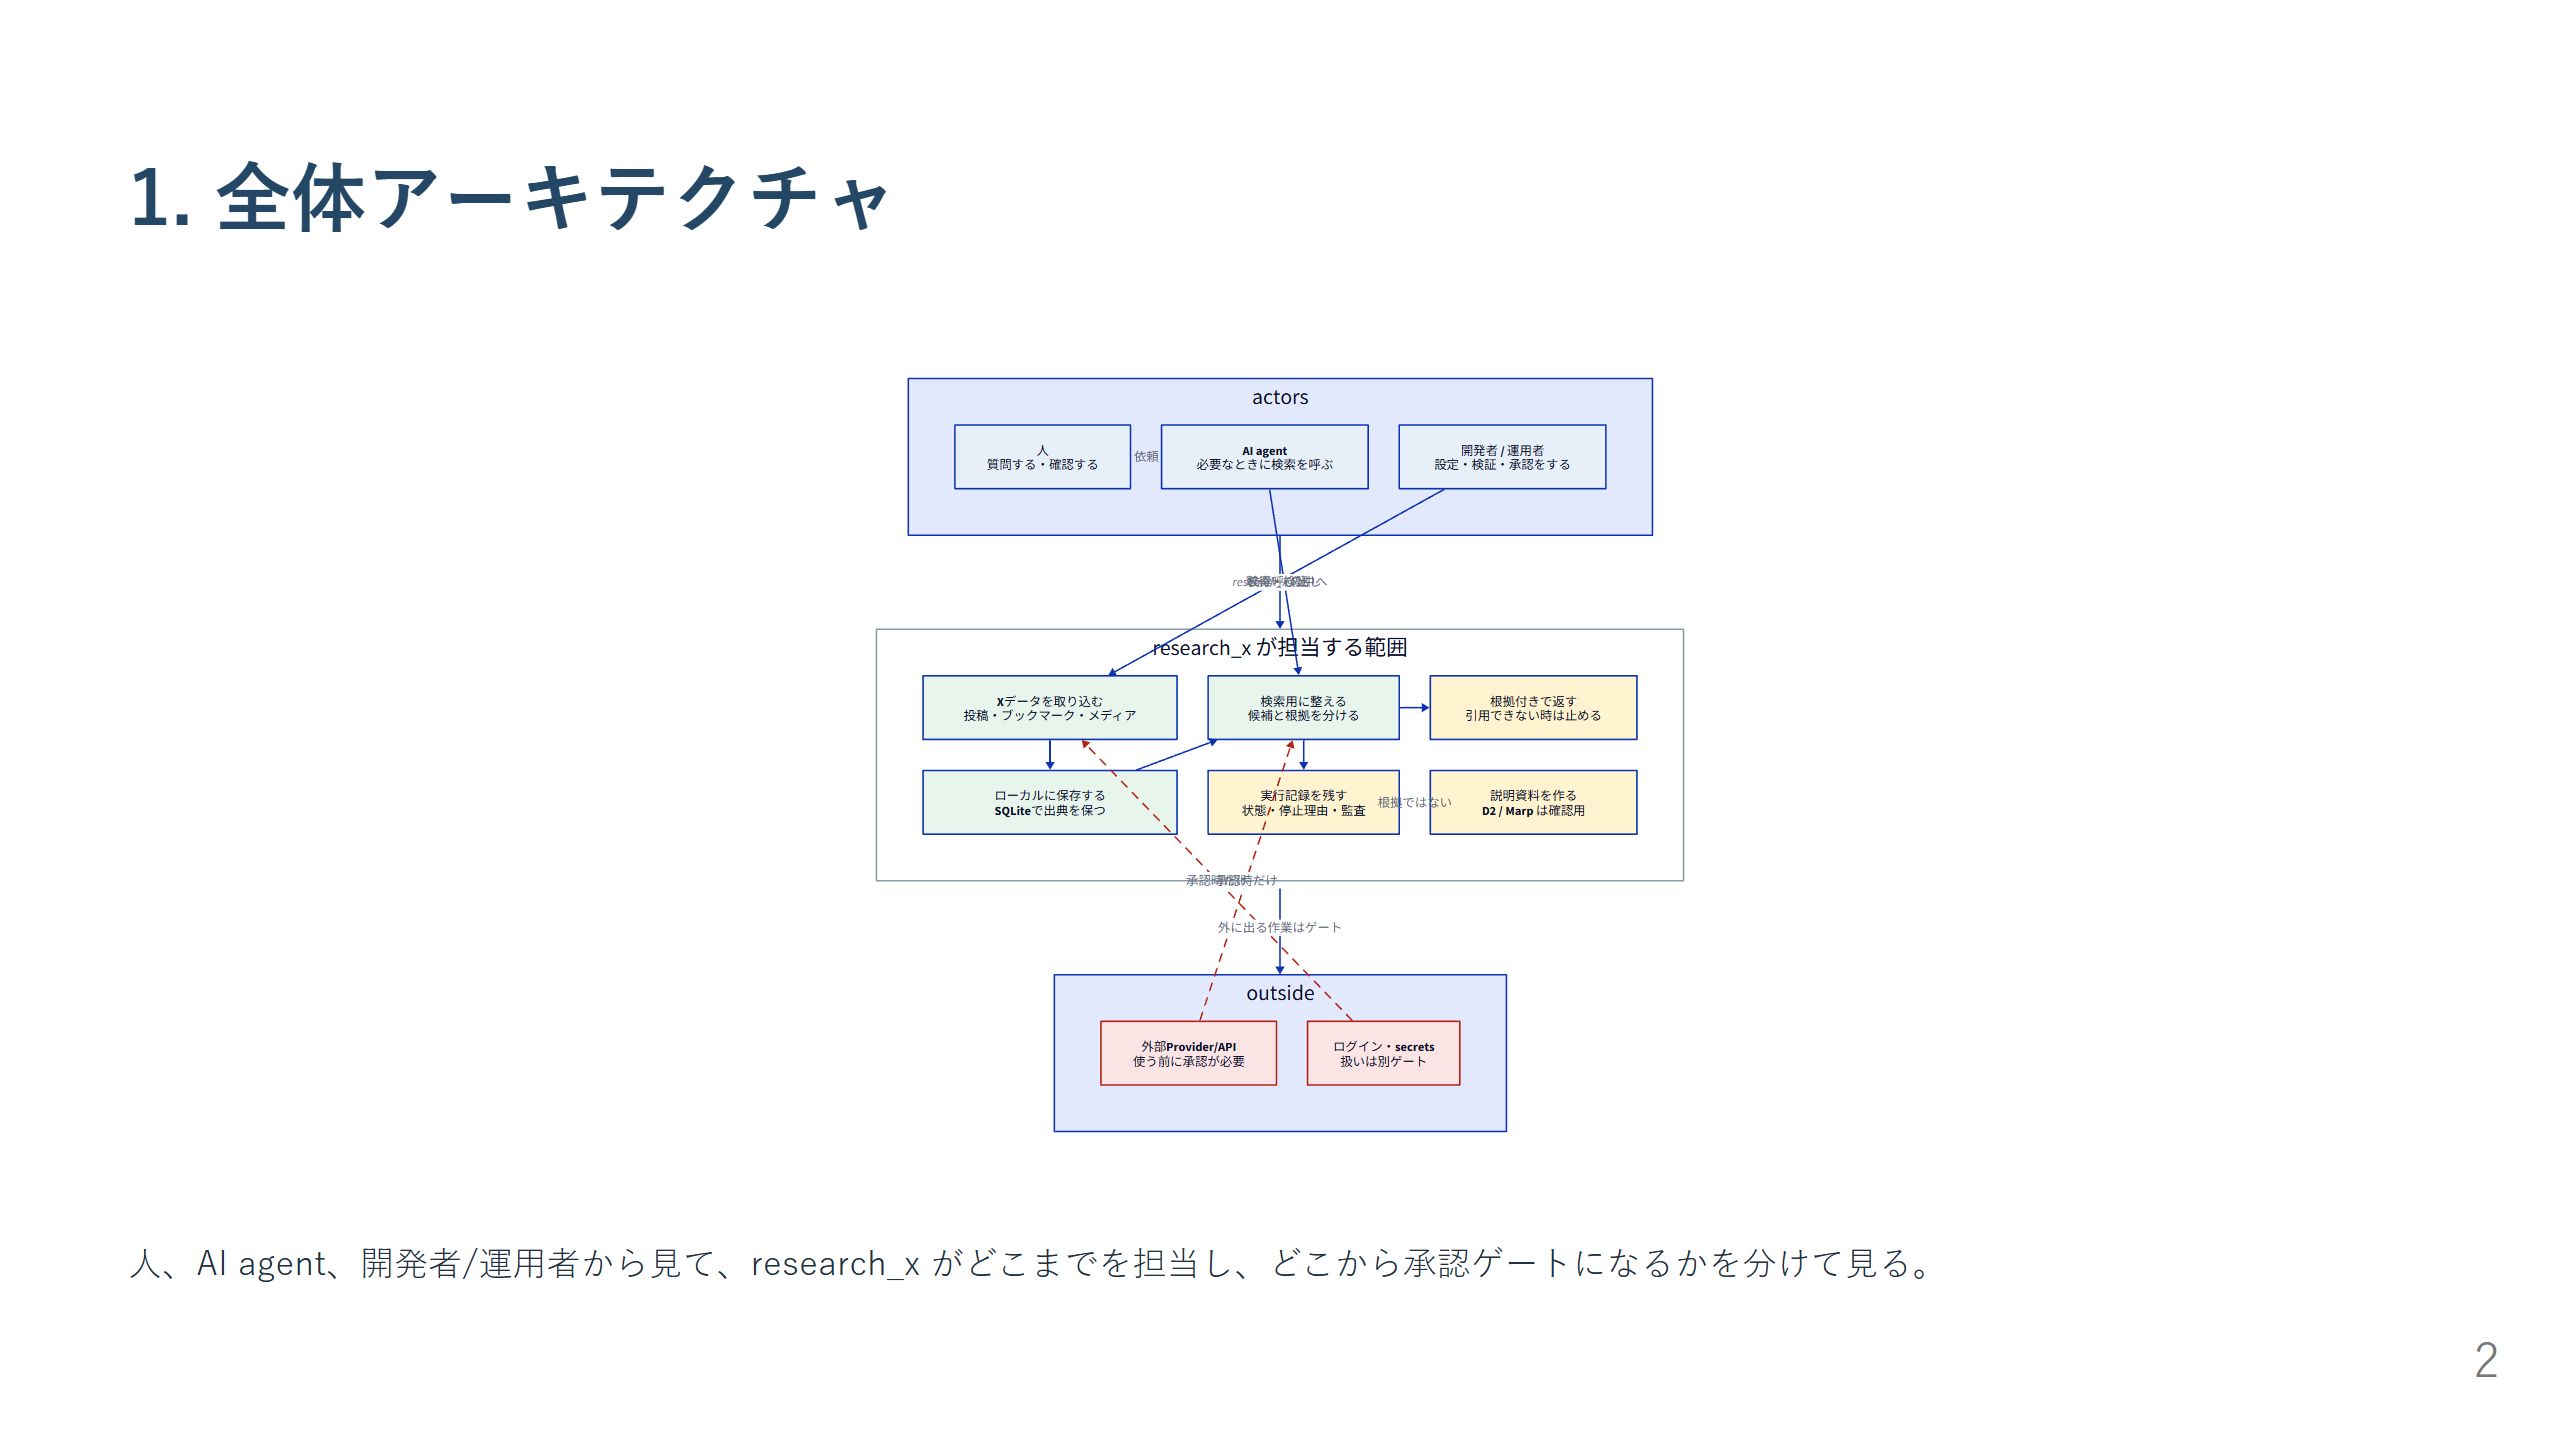 1. 全体アーキテクチャ
actors
人
質問する・確認する
依頼
AI agent
必要なときに検索を呼ぶ
開発者 / 運用者
設定・検証・承認をする
research_x が担当する範囲
Xデータを取り込む
投稿・ブックマーク・メディア
検索用に整える
候補と根拠を分ける
根拠付きで返す
引用できない時は止める
ローカルに保存する
SQLiteで出典を保つ
実行記録を残す
状態・停止理由・監査
根拠ではない
説明資料を作る
D2 / Marp は確認用
承認時だけ
外に出る作業はゲート
outside
外部Provider/API
使う前に承認が必要
ログイン・secrets
扱いは別ゲート
人、AI agent、開発者/運用者から見て、research_x がどこまでを担当し、どこから承認ゲートになるかを分けて見る。
2